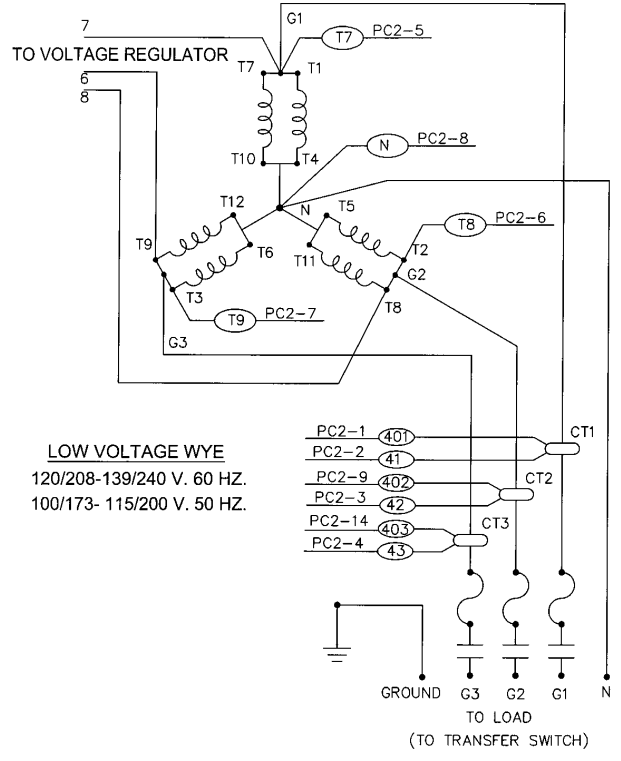 G1
7
T7 PC2-5
TO VOLTAGE REGULATOR
T7 T1
6
8
T10 T4
N PC2-8
T12 N T5
T8 PC2-6
T9 T6 T11 T2
G2
T3 T8
T9 PC2-7
G3
PC2-1 401 CT1
PC2-2 41
LOW VOLTAGE WYE
120/208-139/240 V. 60 HZ.
100/173- 115/200 V. 50 HZ.
PC2-9 402 CT2
PC2-3 42
PC2-14 403 CT3
PC2-4 43
GROUND G3 G2 G1 N
TO LOAD
(TO TRANSFER SWITCH)